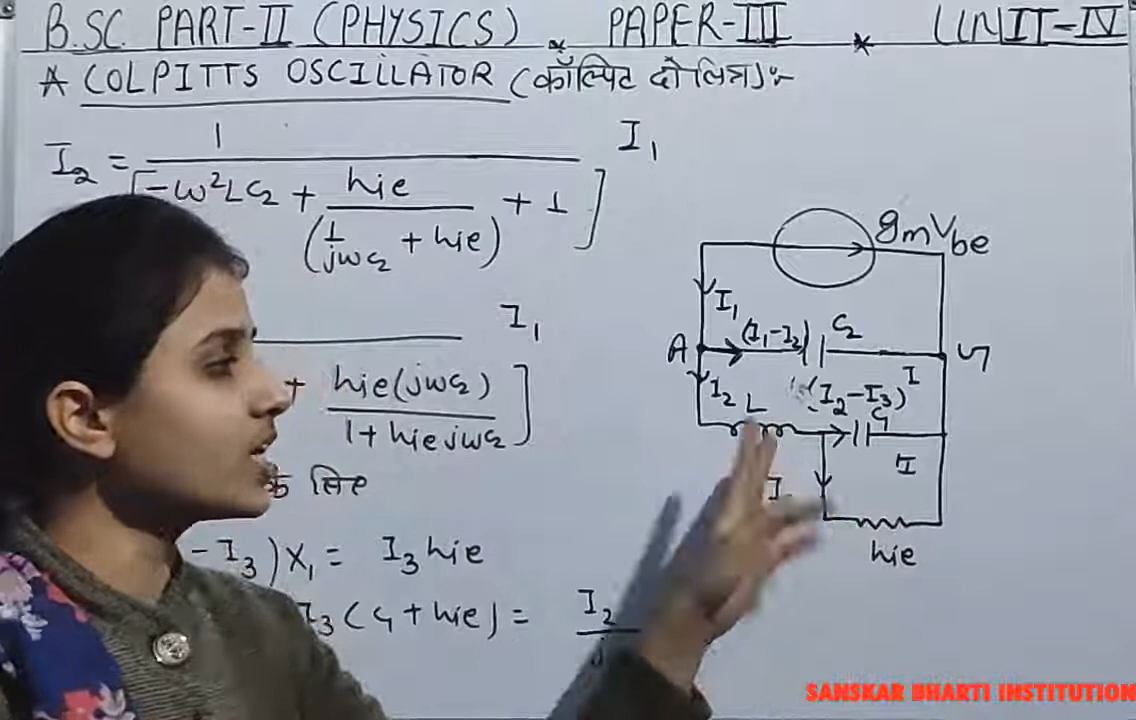 B.SC. PART-II (PHYSICS) * PAPER-III * UNIT-IV
* COLPITTS OSCILLATOR (कॉल्पिट दोलित्र):-
I₂ = 1 I₁
[-ω²LC₂ + hie/(1/jωC₂ + hie) + 1]
I₁
+ hie(jωC₂)/1 + hie jωC₂]
के लिए
- I₃)X₁ = I₃ hie
I₃(C₁ + hie) = I₂/j
gmVbe
I₁
A (I₁-I₂) C₂
I₂ L (I₂-I₃) I
C₁
I
I
hie
SANSKAR BHARTI INSTITUTION